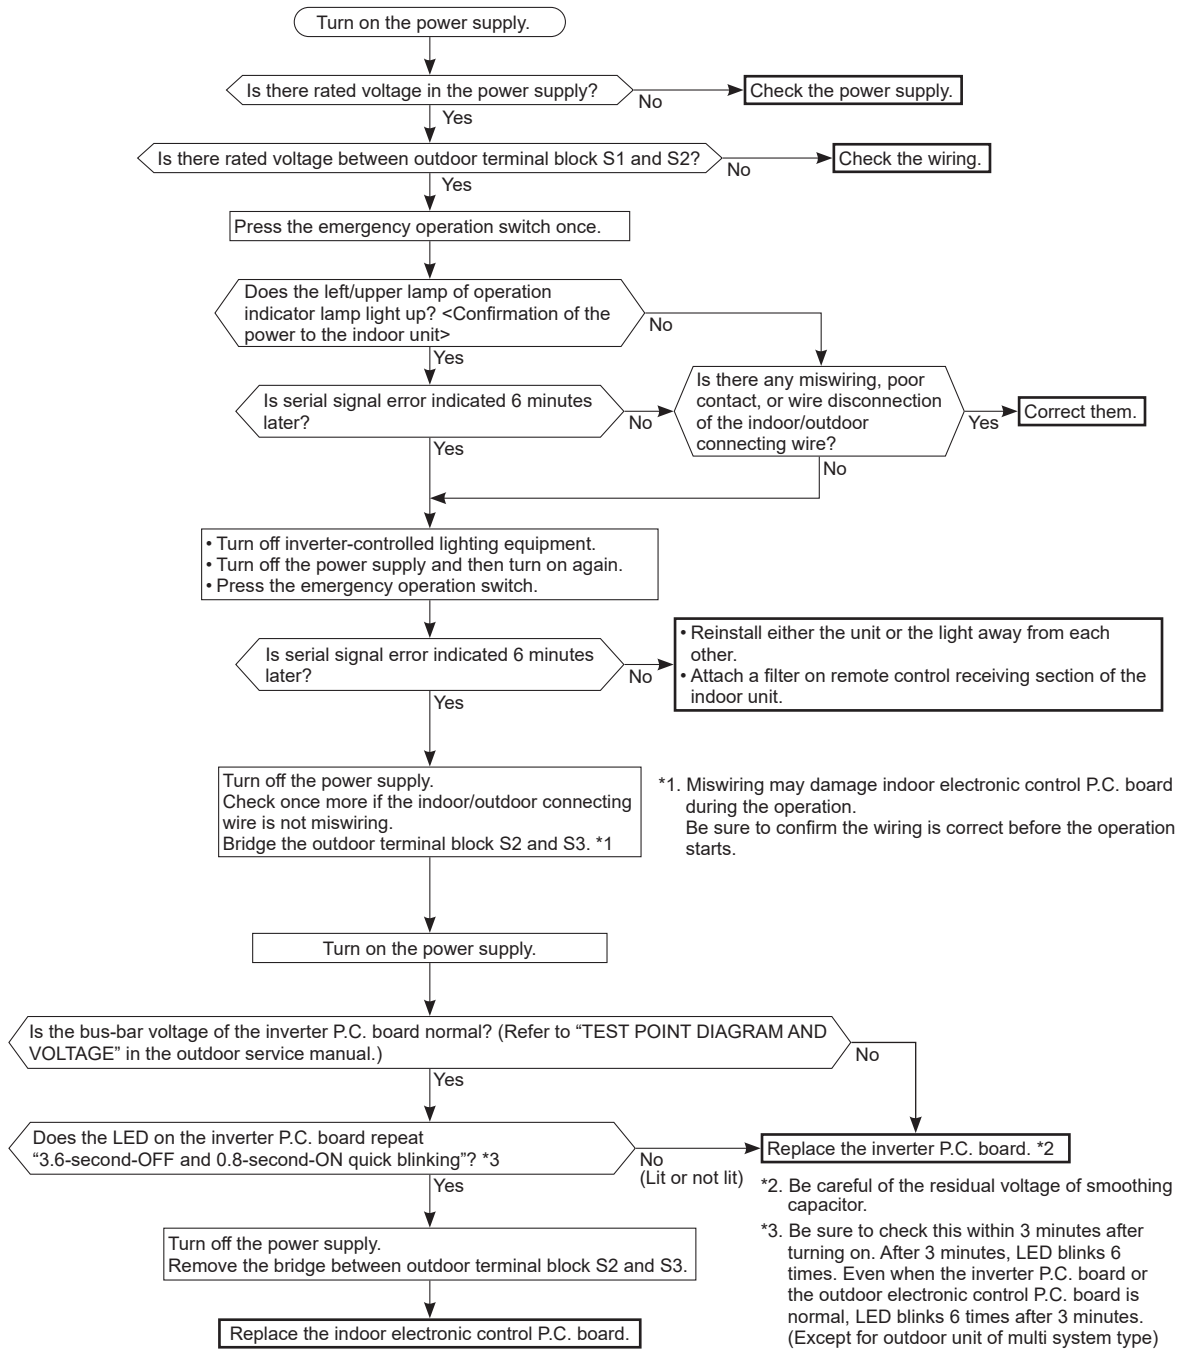 Turn on the power supply.
Is there rated voltage in the power supply?
No
Check the power supply.
Yes
Is there rated voltage between outdoor terminal block S1 and S2?
No
Check the wiring.
Yes
Press the emergency operation switch once.
Does the left/upper lamp of operation
indicator lamp light up? <Confirmation of the
power to the indoor unit>
No
Yes
Is serial signal error indicated 6 minutes
later?
No
Is there any miswiring, poor
contact, or wire disconnection
of the indoor/outdoor
connecting wire?
Yes
Correct them.
Yes
No
• Turn off inverter-controlled lighting equipment.
• Turn off the power supply and then turn on again.
• Press the emergency operation switch.
Is serial signal error indicated 6 minutes
later?
No
• Reinstall either the unit or the light away from each
other.
• Attach a filter on remote control receiving section of the
indoor unit.
Yes
Turn off the power supply.
Check once more if the indoor/outdoor connecting
wire is not miswiring.
Bridge the outdoor terminal block S2 and S3. *1
*1. Miswiring may damage indoor electronic control P.C. board
during the operation.
Be sure to confirm the wiring is correct before the operation
starts.
Turn on the power supply.
Is the bus-bar voltage of the inverter P.C. board normal? (Refer to “TEST POINT DIAGRAM AND
VOLTAGE” in the outdoor service manual.)
No
Yes
Does the LED on the inverter P.C. board repeat
“3.6-second-OFF and 0.8-second-ON quick blinking”? *3
No
(Lit or not lit)
Replace the inverter P.C. board. *2
Yes
*2. Be careful of the residual voltage of smoothing
capacitor.
*3. Be sure to check this within 3 minutes after
turning on. After 3 minutes, LED blinks 6
times. Even when the inverter P.C. board or
the outdoor electronic control P.C. board is
normal, LED blinks 6 times after 3 minutes.
(Except for outdoor unit of multi system type)
Turn off the power supply.
Remove the bridge between outdoor terminal block S2 and S3.
Replace the indoor electronic control P.C. board.